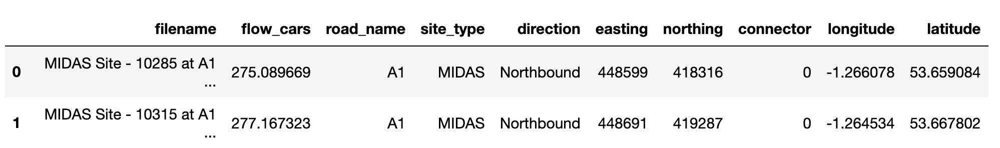 filename flow_cars road_name site_type direction easting northing connector longitude latitude
0 MIDAS Site - 10285 at A1 ... 275.089669 A1 MIDAS Northbound 448599 418316 0 -1.266078 53.659084
1 MIDAS Site - 10315 at A1 ... 277.167323 A1 MIDAS Northbound 448691 419287 0 -1.264534 53.667802